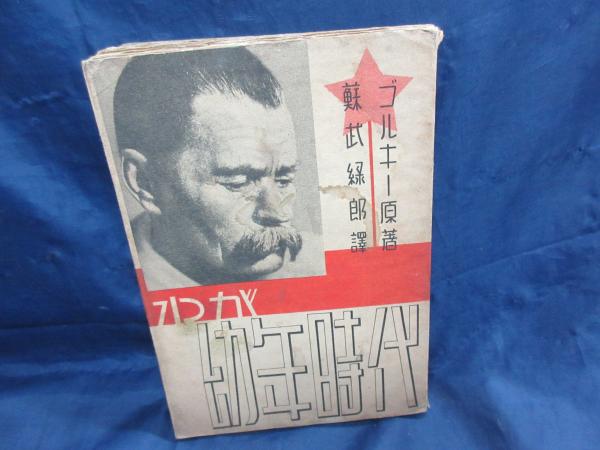 ゴルキー原著
蘇武緑郎譯
わが
幼年時代